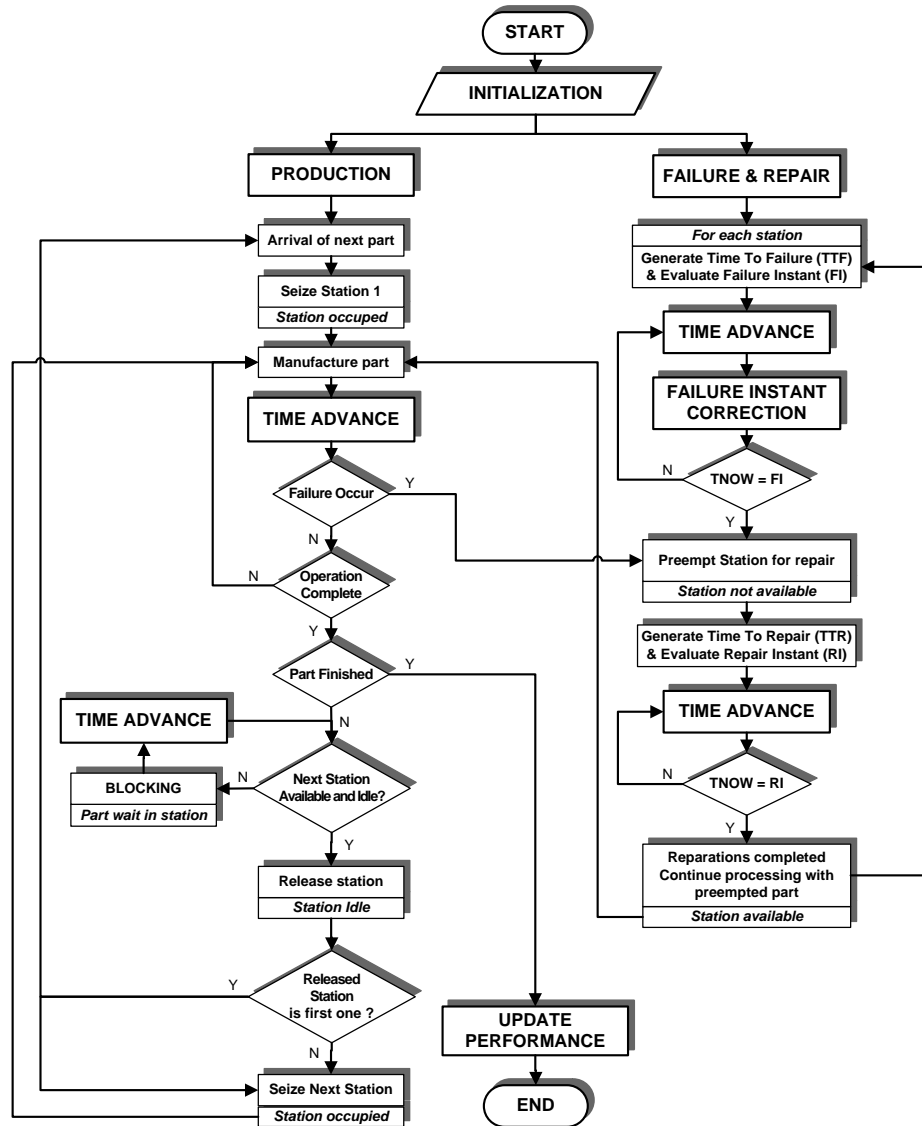 START
INITIALIZATION
PRODUCTION
Arrival of next part
Seize Station 1
Station occuped
Manufacture part
TIME ADVANCE
Failure Occur
Y
N
Operation
Complete
N
Y
Part Finished
Y
N
TIME ADVANCE
BLOCKING
Part wait in station
N
Next Station
Available and Idle?
Y
Release station
Station Idle
Released
Station
is first one ?
Y
N
Seize Next Station
Station occupied
UPDATE
PERFORMANCE
END
FAILURE & REPAIR
For each station
Generate Time To Failure (TTF)
& Evaluate Failure Instant (FI)
TIME ADVANCE
FAILURE INSTANT
CORRECTION
N
TNOW = FI
Y
Preempt Station for repair
Station not available
Generate Time To Repair (TTR)
& Evaluate Repair Instant (RI)
TIME ADVANCE
N
TNOW = RI
Y
Reparations completed
Continue processing with
preempted part
Station available